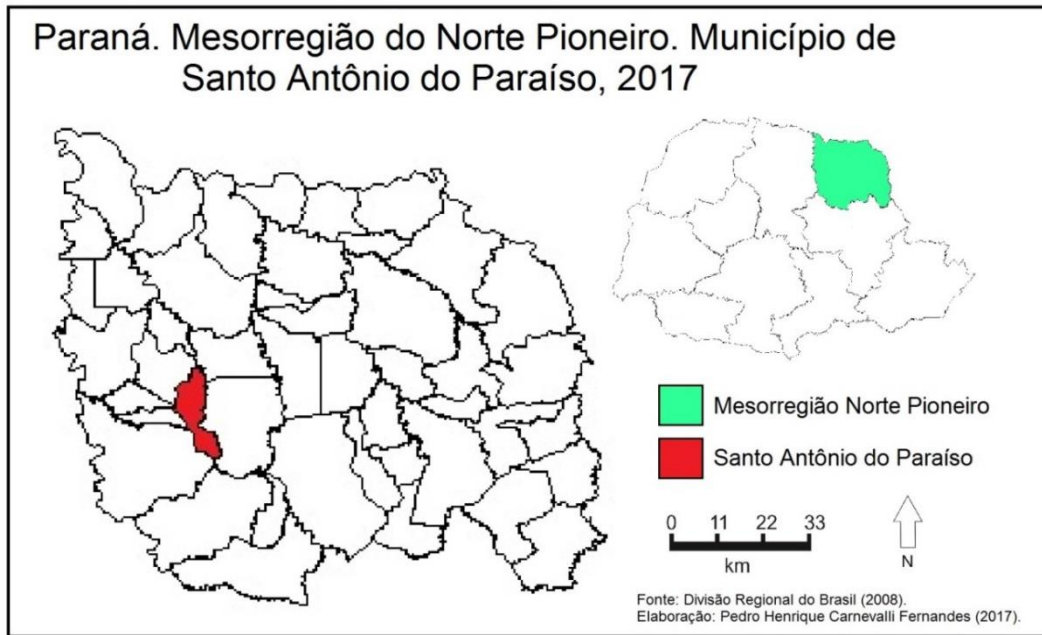 Paraná. Mesorregião do Norte Pioneiro. Município de
Santo Antônio do Paraíso, 2017
Mesorregião Norte Pioneiro
Santo Antônio do Paraíso
0 11 22 33
km
N
Fonte: Divisão Regional do Brasil (2008).
Elaboração: Pedro Henrique Carnevalli Fernandes (2017).